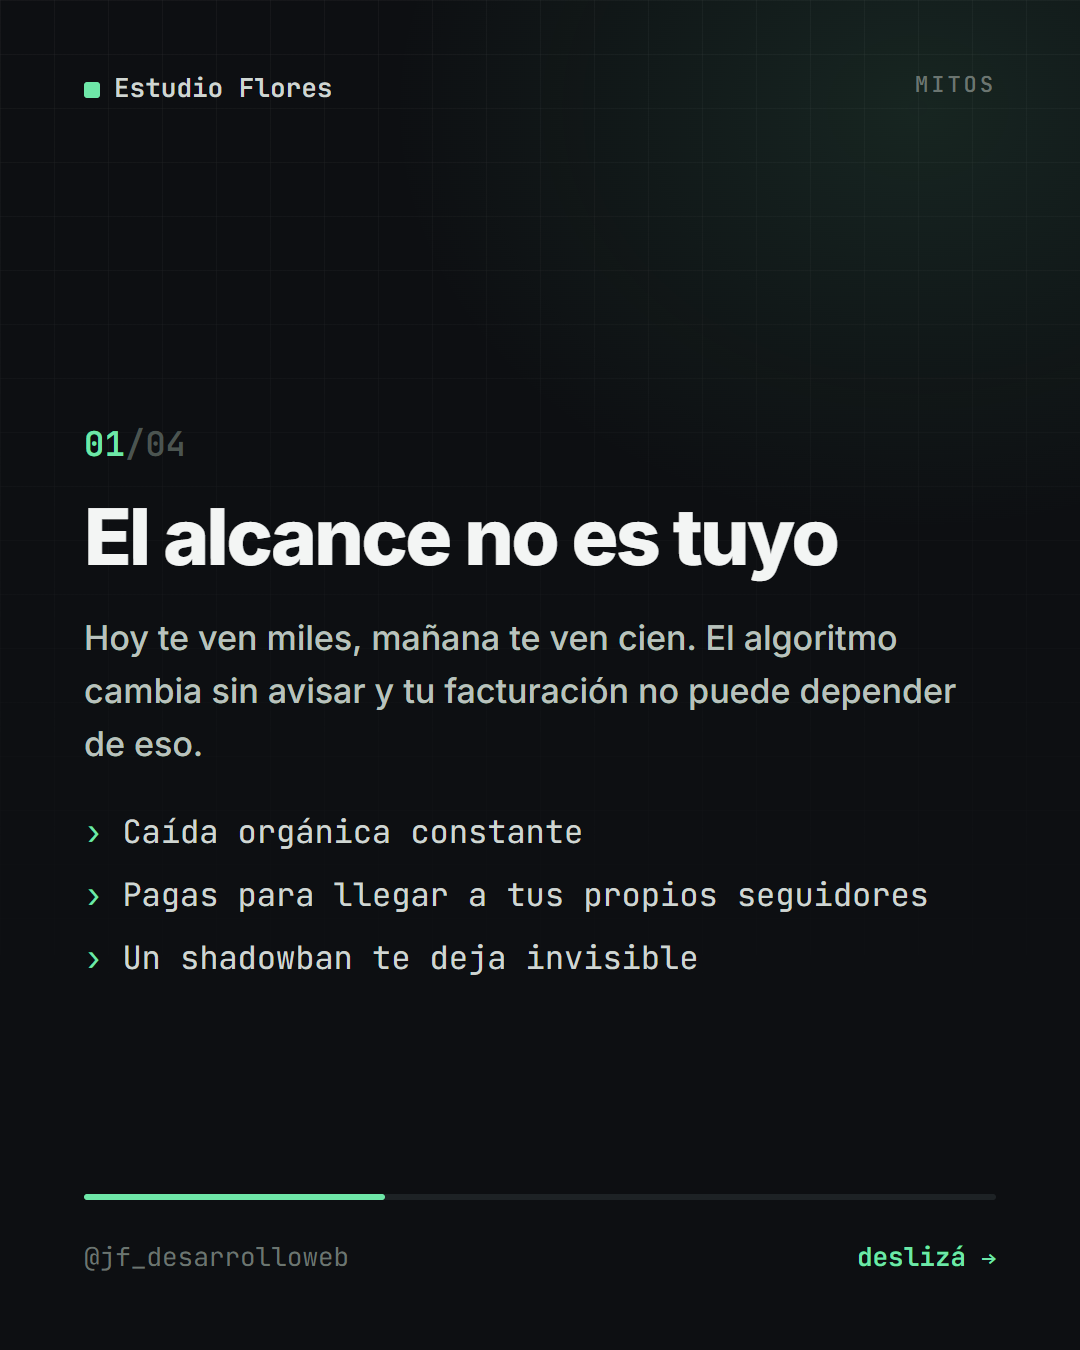 Estudio Flores
MITOS
01/04
El alcance no es tuyo
Hoy te ven miles, mañana te ven cien. El algoritmo
cambia sin avisar y tu facturación no puede depender
de eso.
› Caída orgánica constante
› Pagas para llegar a tus propios seguidores
› Un shadowban te deja invisible
@jf_desarrolloweb
deslizá →